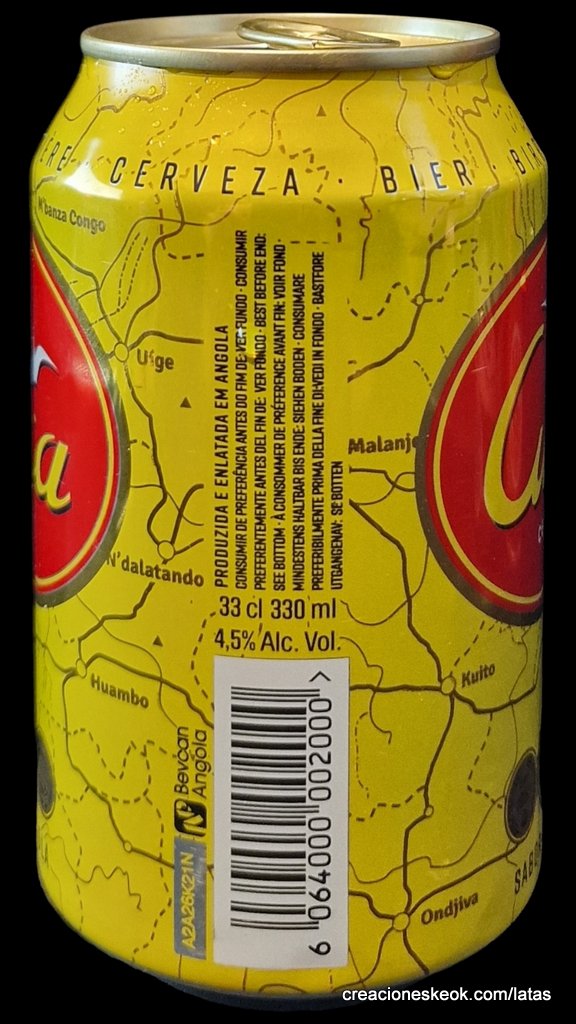 CERVEZA · BIER ·
M'banza Congo
Uíge
Malanje
N'dalatando
Huambo
Kuito
Ondjiva
PRODUZIDA E ENLATADA EM ANGOLA
CONSUMIR DE PREFERÊNCIA ANTES DO FIM DE: VER FUNDO · CONSUMIR
PREFERENTEMENTE ANTES DEL FIN DE: VER FONDO · BEST BEFORE END:
SEE BOTTOM · À CONSOMMER DE PRÉFÉRENCE AVANT FIN: VOIR FOND ·
MINDESTENS HALTBAR BIS ENDE: SIEHEN BODEN · CONSUMARE
PREFERIBILMENTE PRIMA DELLA FINE DI:VEDI IN FONDO · BASTFORE
UTGANGENAV: SE BOTTEN
33 cl 330 ml
4,5% Alc. Vol.
Bevcan
Angola
A2A26K21N
6 064000 002000 >
creacioneskeok.com/latas